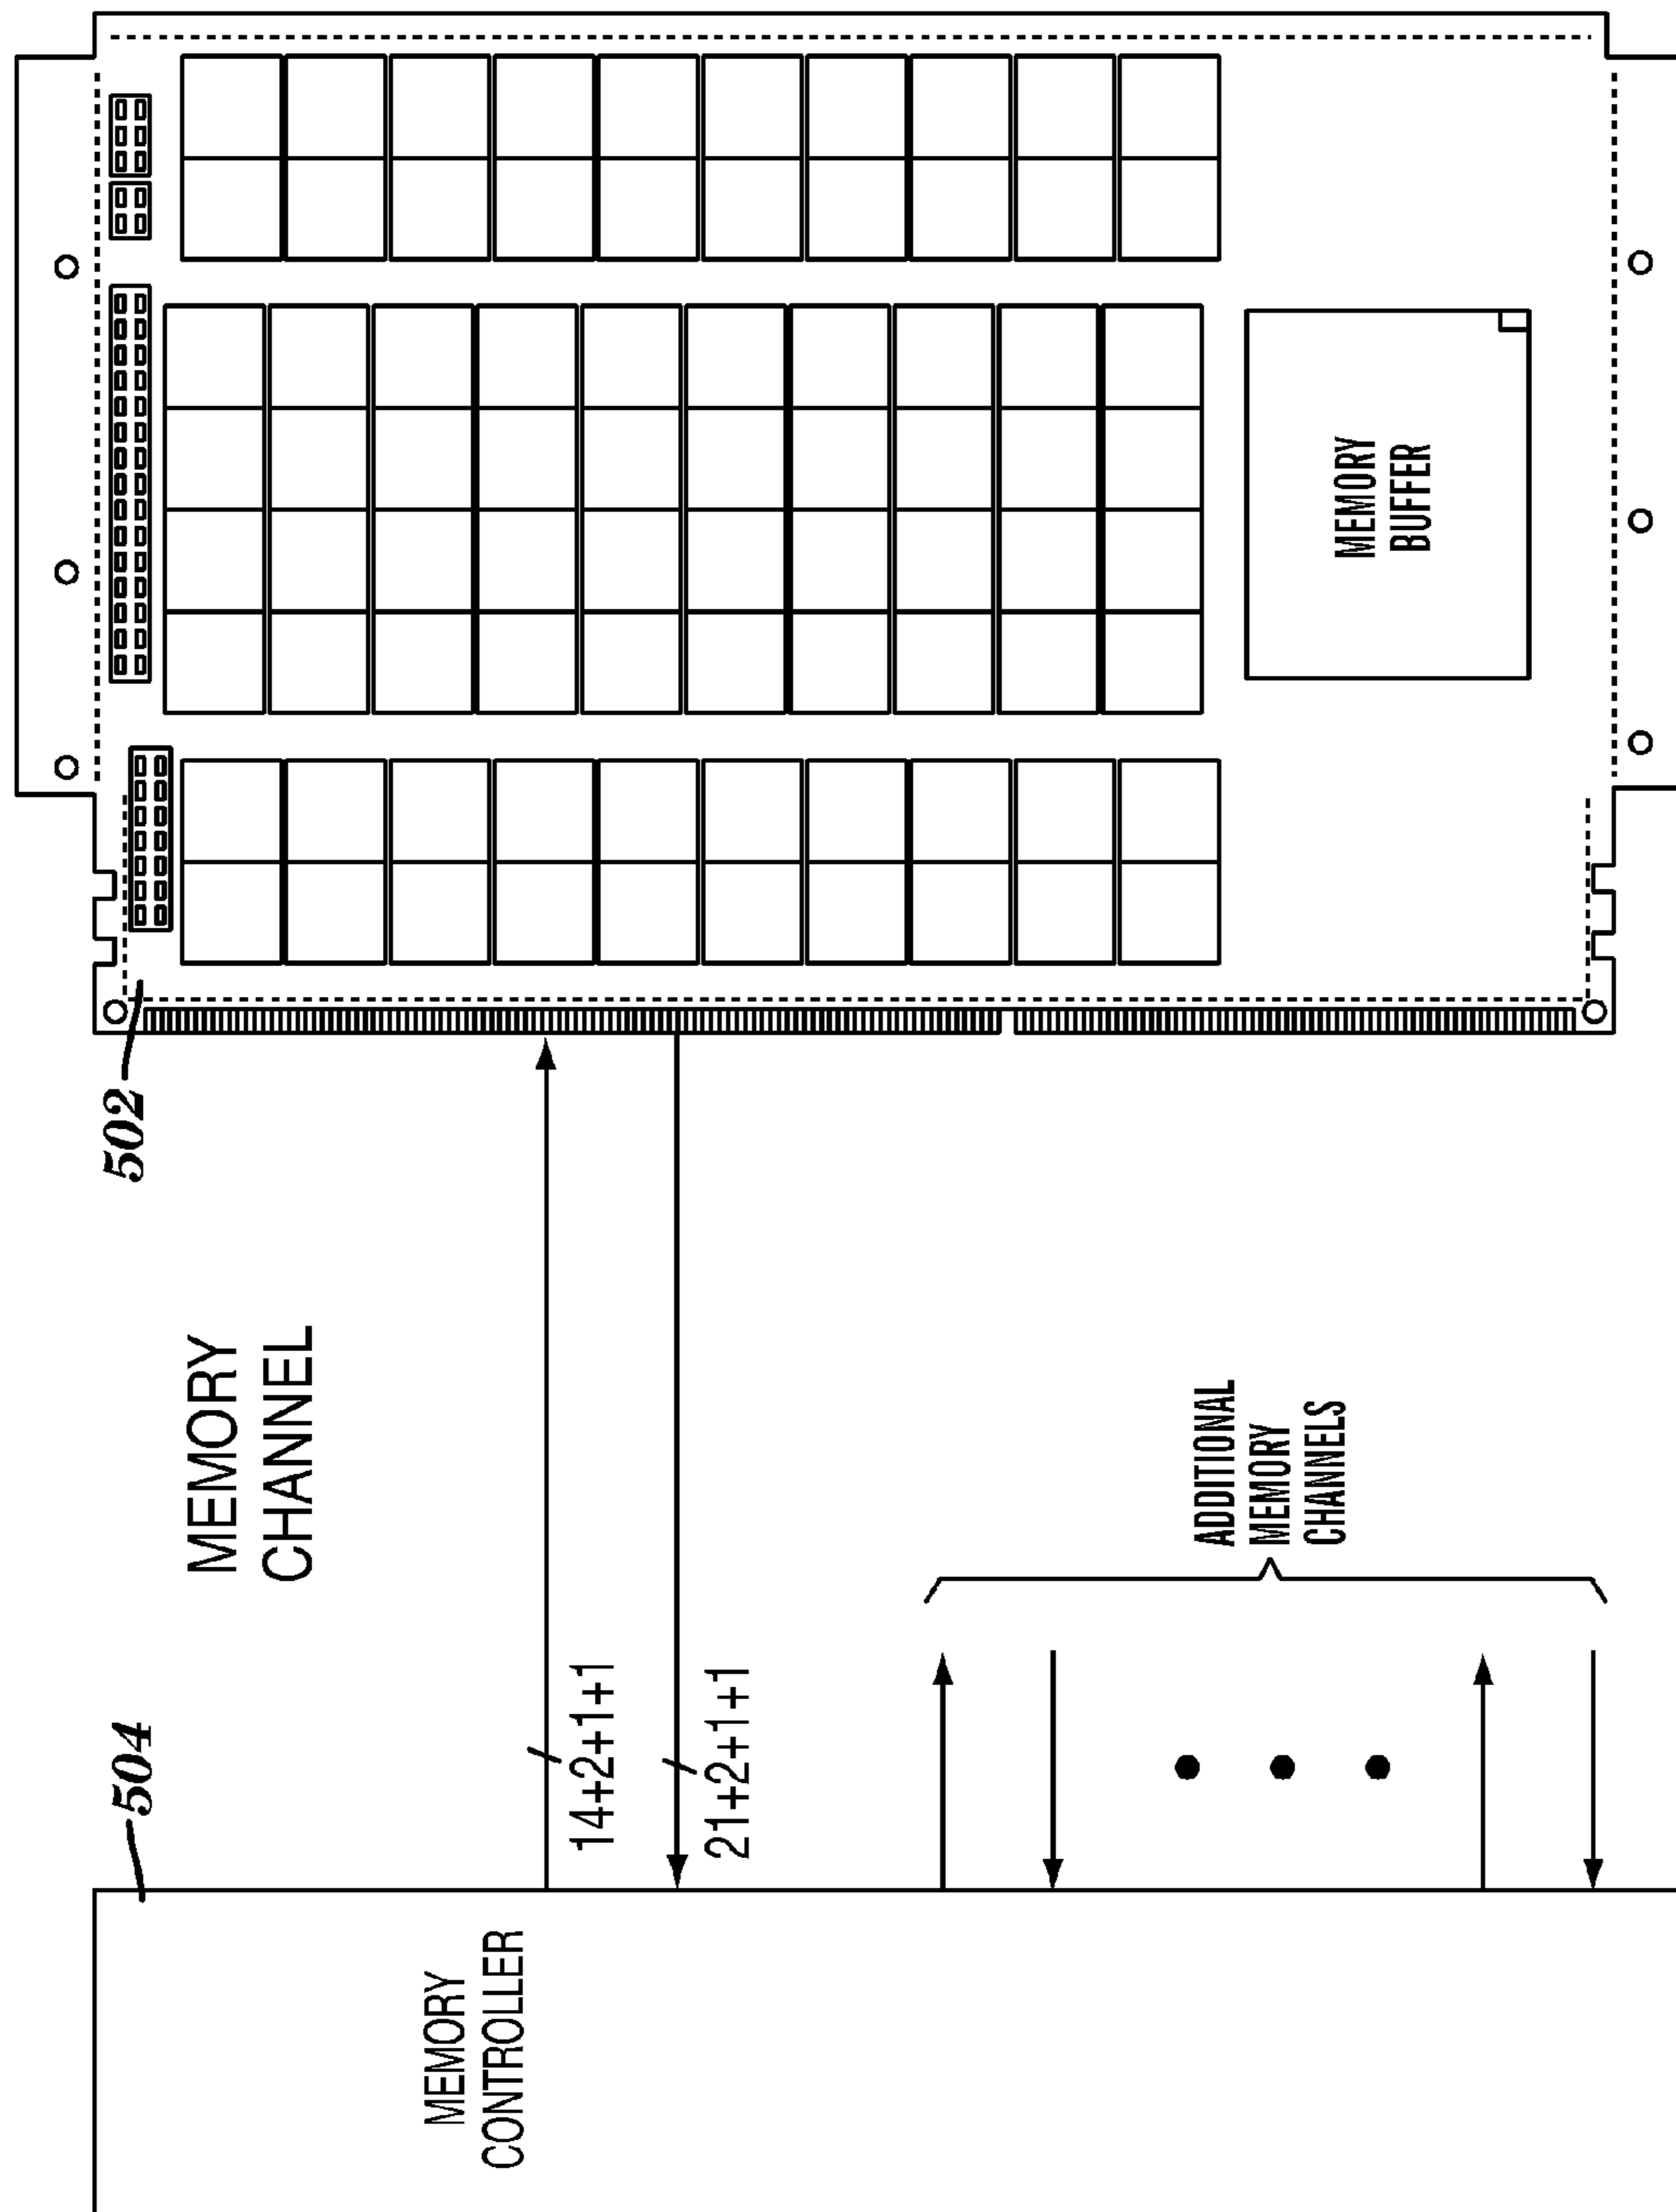 504
MEMORY
CONTROLLER
MEMORY
CHANNEL
14+2+1+1
21+2+1+1
ADDITIONAL
MEMORY
CHANNELS
502
MEMORY
BUFFER